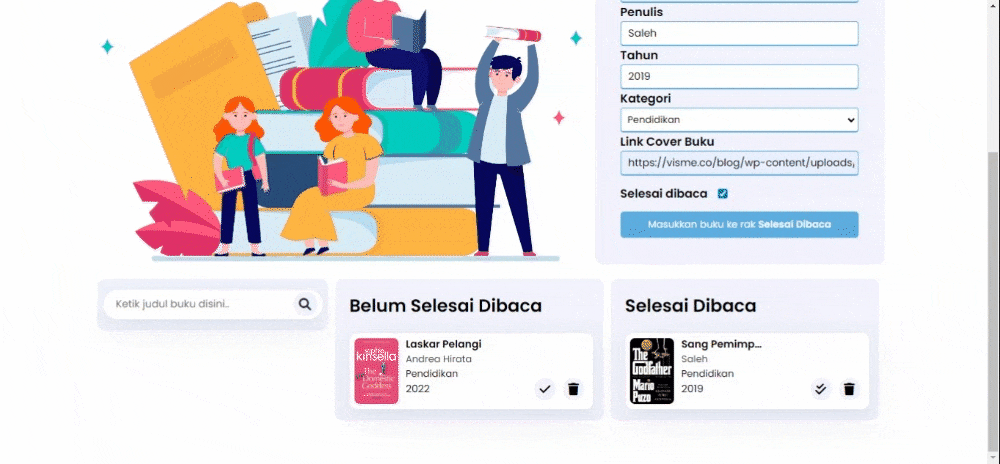 Penulis
Saleh
Tahun
2019
Kategori
Pendidikan
Link Cover Buku
https://visme.co/blog/wp-content/uploads,
Selesai dibaca
Masukkan buku ke rak Selesai Dibaca
Ketik judul buku disini..
Belum Selesai Dibaca
sophie
kinsella
The
Domestic
Goddess
Laskar Pelangi
Andrea Hirata
Pendidikan
2022
Selesai Dibaca
The
Godfather
Mario
Puzo
Sang Pemimp...
Saleh
Pendidikan
2019